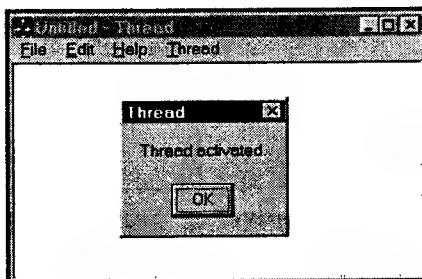 Untitled - Thread
File Edit Help Thread
Thread
Thread activated.
OK